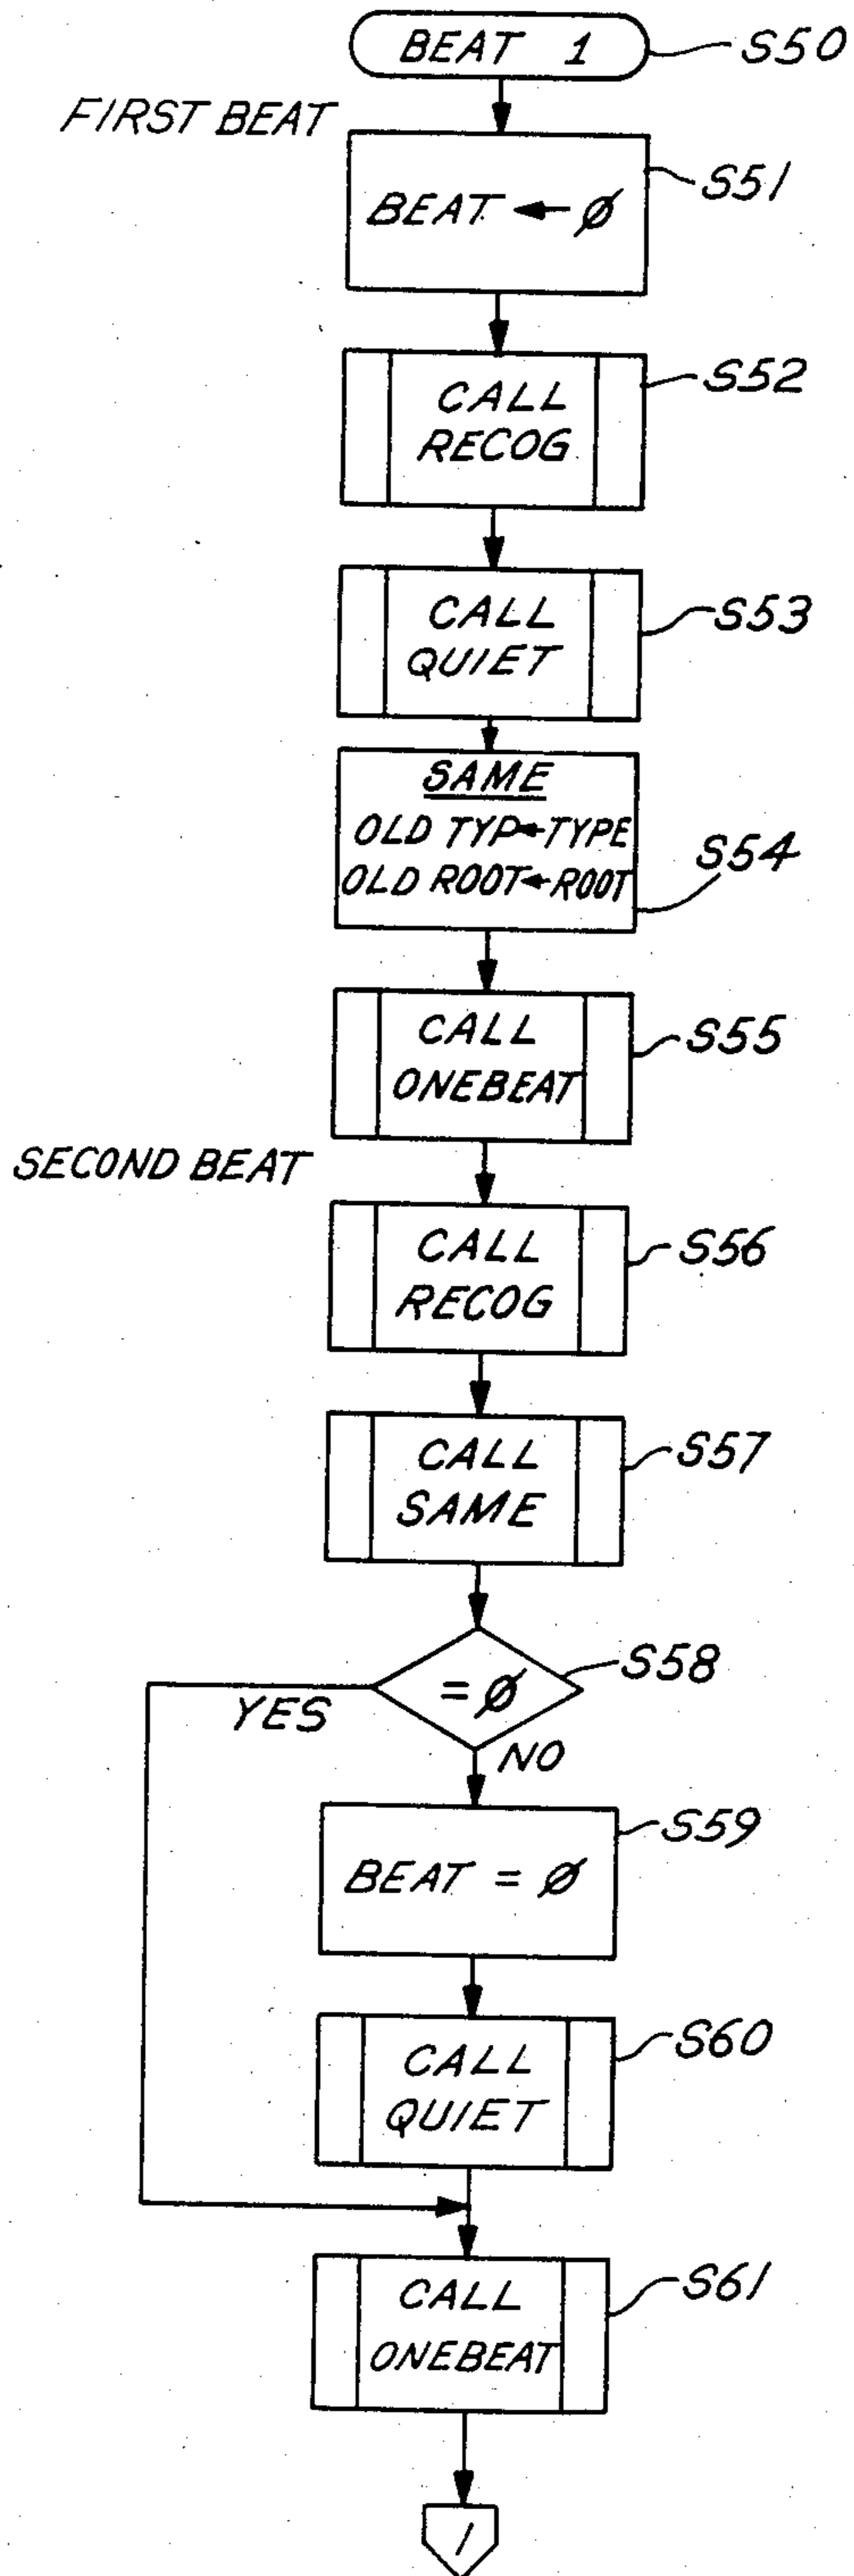 BEAT 1
S50
FIRST BEAT
BEAT ← Ø
S51
CALL
RECOG
S52
CALL
QUIET
S53
SAME
OLD TYP←TYPE
OLD ROOT←ROOT
S54
CALL
ONEBEAT
S55
SECOND BEAT
CALL
RECOG
S56
CALL
SAME
S57
= Ø
S58
YES
NO
BEAT = Ø
S59
CALL
QUIET
S60
CALL
ONEBEAT
S61
1